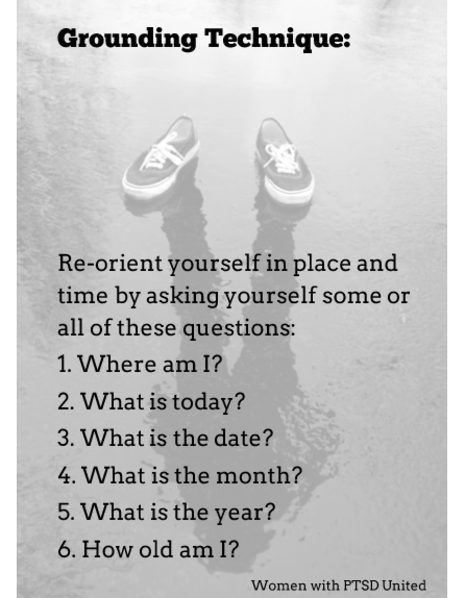 Grounding Technique:
Re-orient yourself in place and
time by asking yourself some or
all of these questions:
1. Where am I?
2. What is today?
3. What is the date?
4. What is the month?
5. What is the year?
6. How old am I?
Women with PTSD United